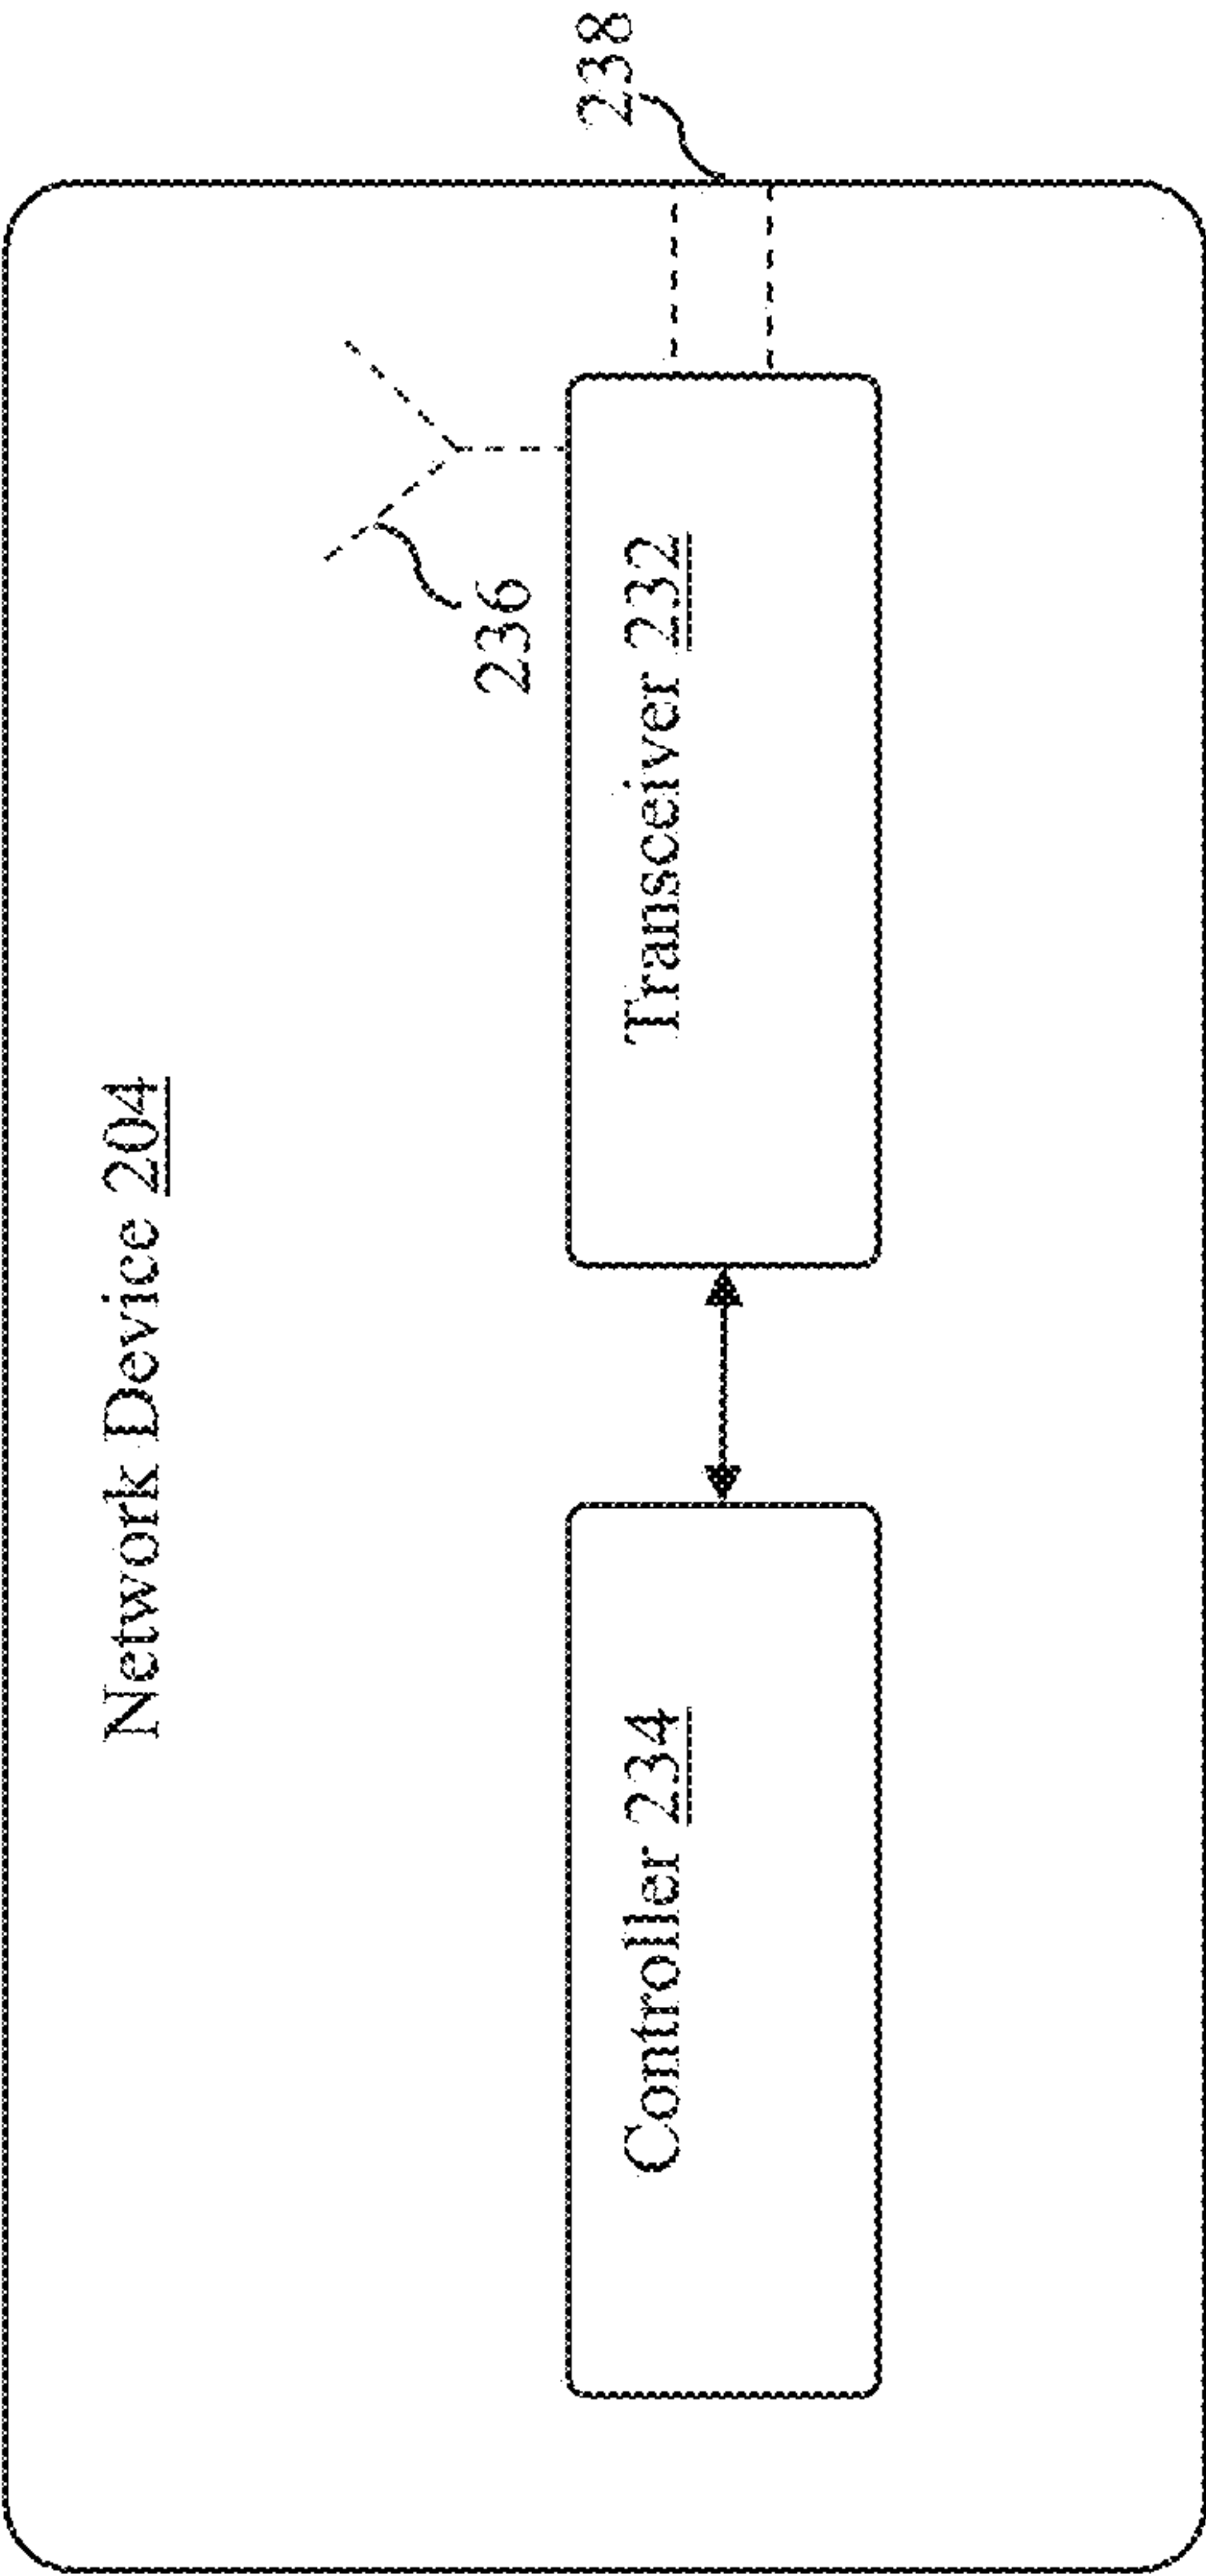 Network Device 204
236
238
Controller 234
Transceiver 232